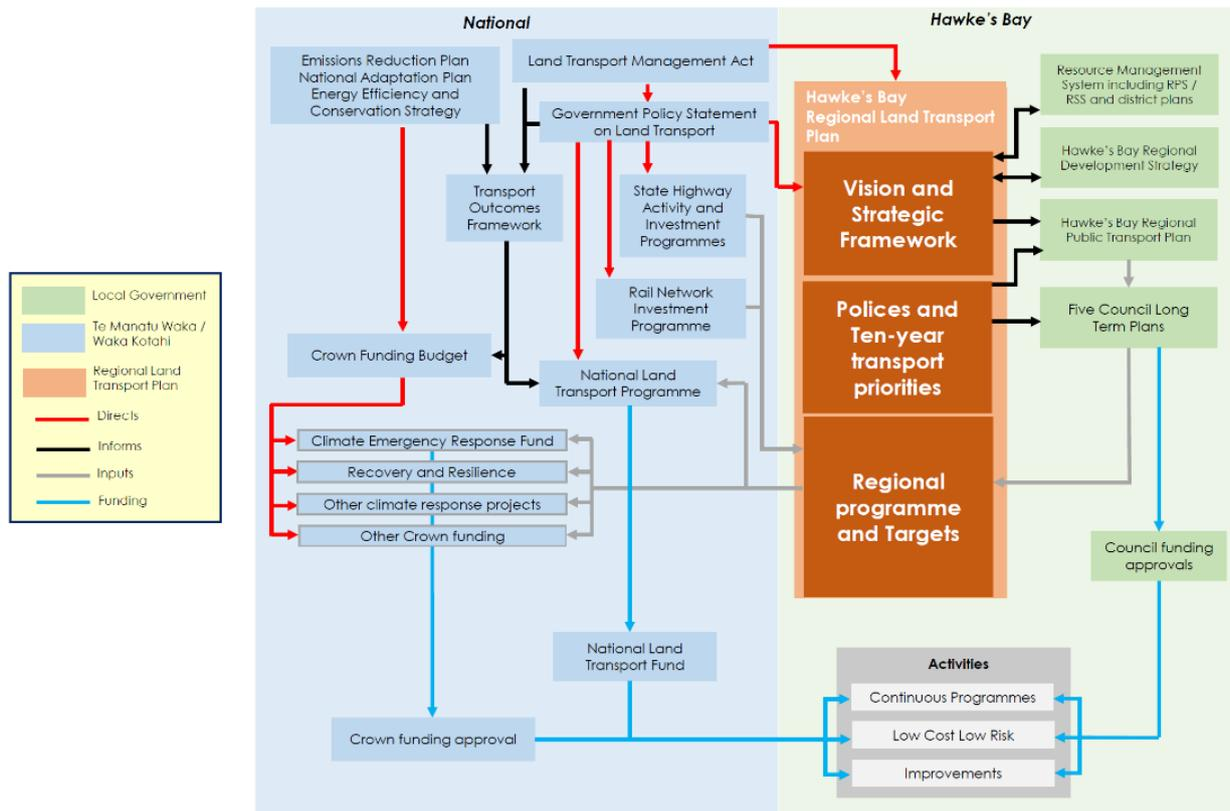 National
Hawke's Bay
Emissions Reduction Plan
National Adaptation Plan
Energy Efficiency and
Conservation Strategy
Land Transport Management Act
Government Policy Statement
on Land Transport
Transport
Outcomes
Framework
State Highway
Activity and
Investment
Programmes
Rail Network
Investment
Programme
Crown Funding Budget
National Land
Transport Programme
Climate Emergency Response Fund
Recovery and Resilience
Other climate response projects
Other Crown funding
National Land
Transport Fund
Crown funding approval
Hawke's Bay
Regional Land Transport
Plan
Vision and
Strategic
Framework
Polices and
Ten-year
transport
priorities
Regional
programme
and Targets
Resource Management
System including RPS /
RSS and district plans
Hawke's Bay Regional
Development Strategy
Hawke's Bay Regional
Public Transport Plan
Five Council Long
Term Plans
Council funding
approvals
Activities
Continuous Programmes
Low Cost Low Risk
Improvements
Local Government
Te Manatu Waka /
Waka Kotahi
Regional Land
Transport Plan
Directs
Informs
Inputs
Funding